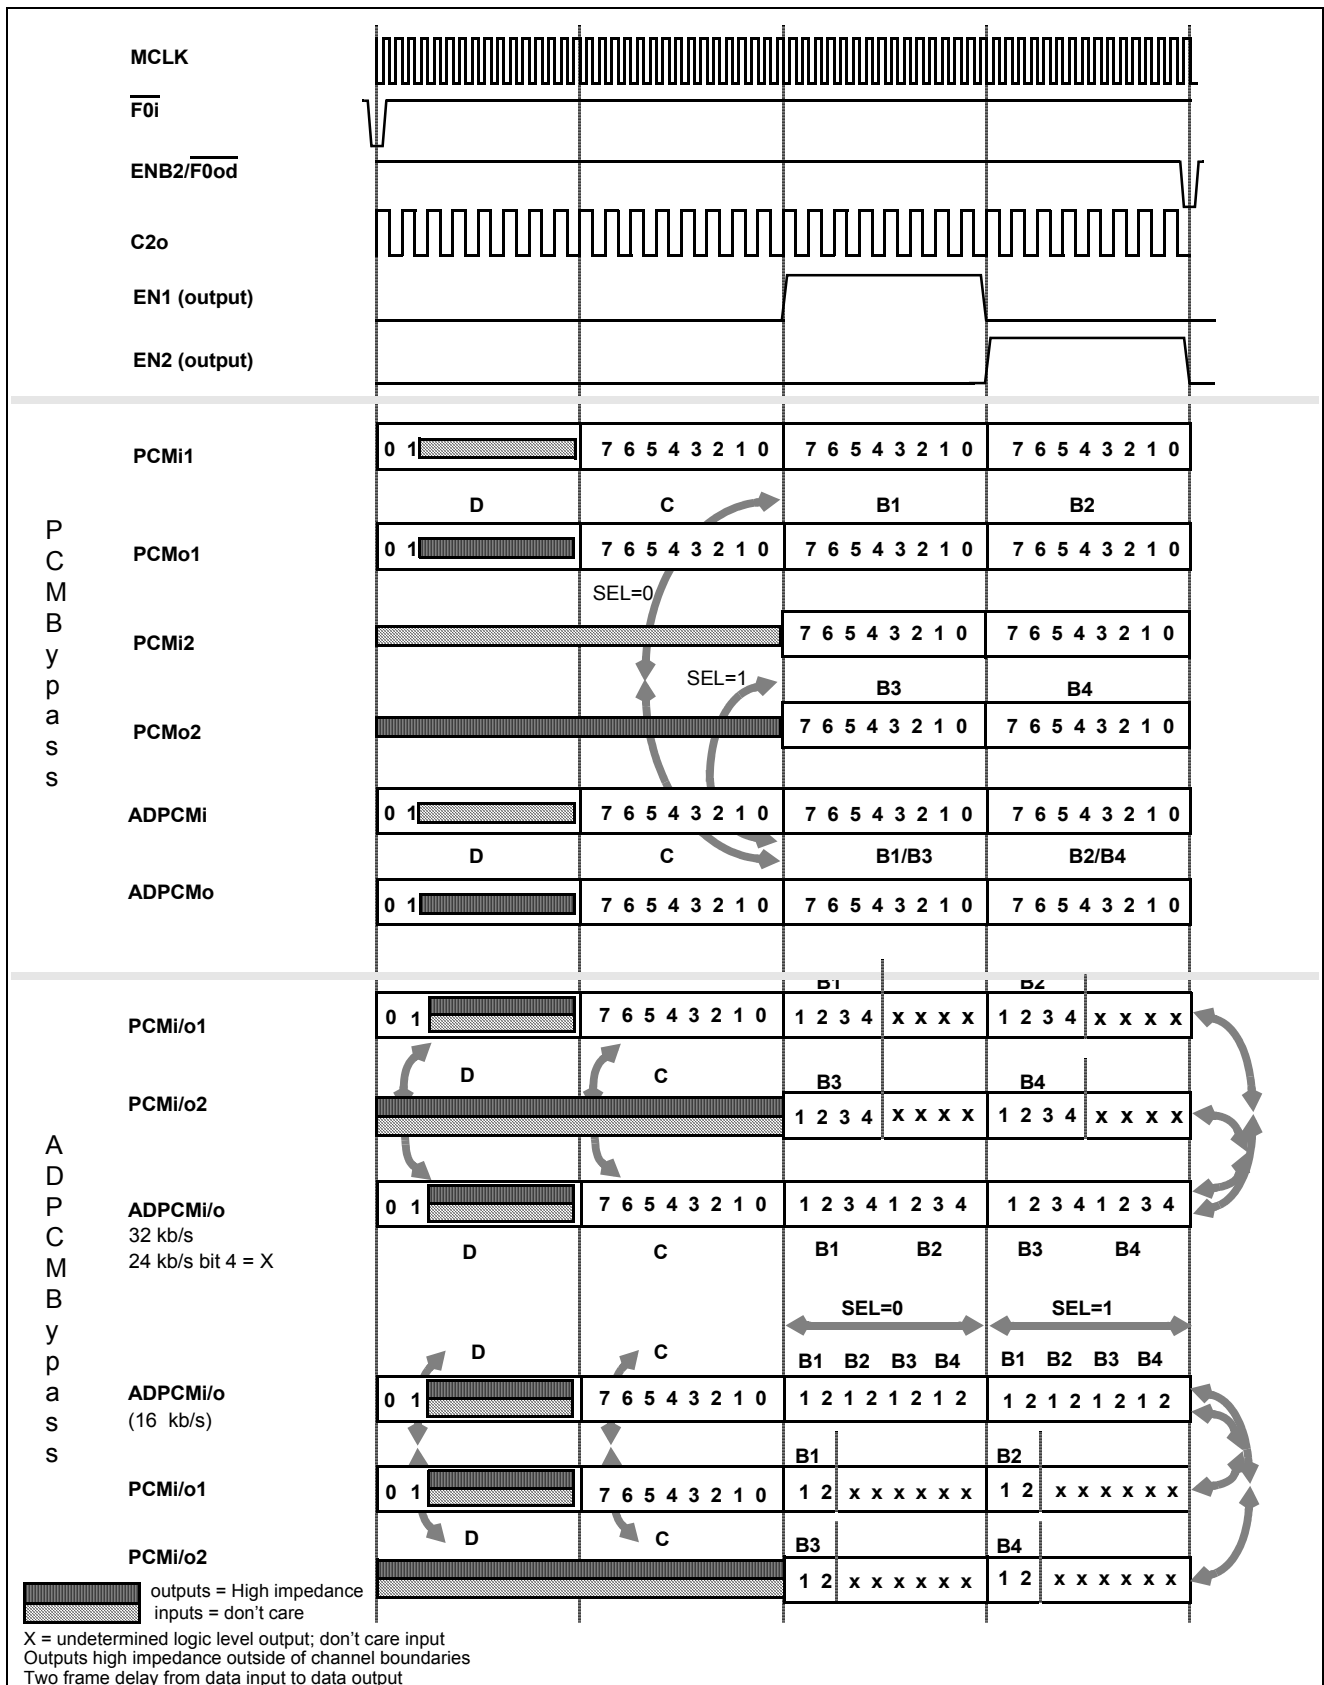 MCLK
F0i
ENB2/F0od
C2o
EN1 (output)
EN2 (output)
PCM Bypass
PCMi1
0 1 7 6 5 4 3 2 1 0 7 6 5 4 3 2 1 0 7 6 5 4 3 2 1 0
D C B1 B2
PCMo1
0 1 7 6 5 4 3 2 1 0 7 6 5 4 3 2 1 0 7 6 5 4 3 2 1 0
SEL=0
PCMi2
7 6 5 4 3 2 1 0 7 6 5 4 3 2 1 0
SEL=1
B3 B4
PCMo2
7 6 5 4 3 2 1 0 7 6 5 4 3 2 1 0
ADPCMi
0 1 7 6 5 4 3 2 1 0 7 6 5 4 3 2 1 0 7 6 5 4 3 2 1 0
D C B1/B3 B2/B4
ADPCMo
0 1 7 6 5 4 3 2 1 0 7 6 5 4 3 2 1 0 7 6 5 4 3 2 1 0
ADPCM Bypass
B1 B2
PCMi/o1
0 1 7 6 5 4 3 2 1 0 1 2 3 4 x x x x 1 2 3 4 x x x x
D C B3 B4
PCMi/o2
1 2 3 4 x x x x 1 2 3 4 x x x x
ADPCMi/o
0 1 7 6 5 4 3 2 1 0 1 2 3 4 1 2 3 4 1 2 3 4 1 2 3 4
32 kb/s
24 kb/s bit 4 = X
D C B1 B2 B3 B4
SEL=0 SEL=1
D C B1 B2 B3 B4 B1 B2 B3 B4
ADPCMi/o
0 1 7 6 5 4 3 2 1 0 1 2 1 2 1 2 1 2 1 2 1 2 1 2 1 2
(16 kb/s)
B1 B2
PCMi/o1
0 1 7 6 5 4 3 2 1 0 1 2 x x x x x x 1 2 x x x x x x
D C B3 B4
PCMi/o2
1 2 x x x x x x 1 2 x x x x x x
outputs = High impedance
inputs = don't care
X = undetermined logic level output; don't care input
Outputs high impedance outside of channel boundaries
Two frame delay from data input to data output